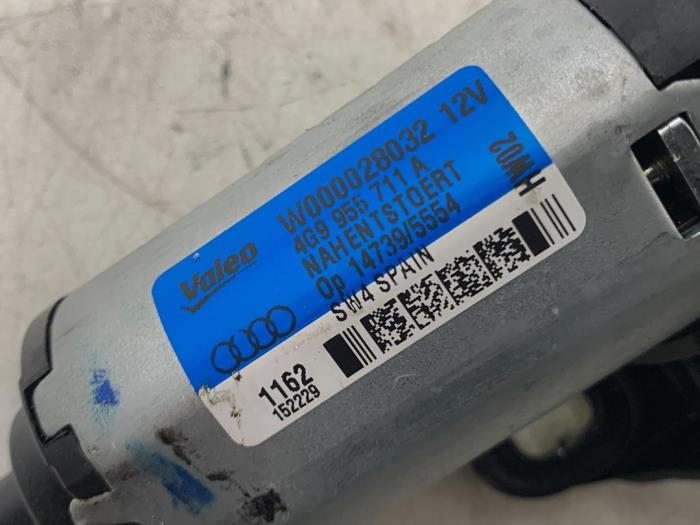 Valeo
W000028032 12V
4G9 955 711 A
NAHENTSTOERT
Op 14739/5554
HW02
SW4 SPAIN
1162
152229